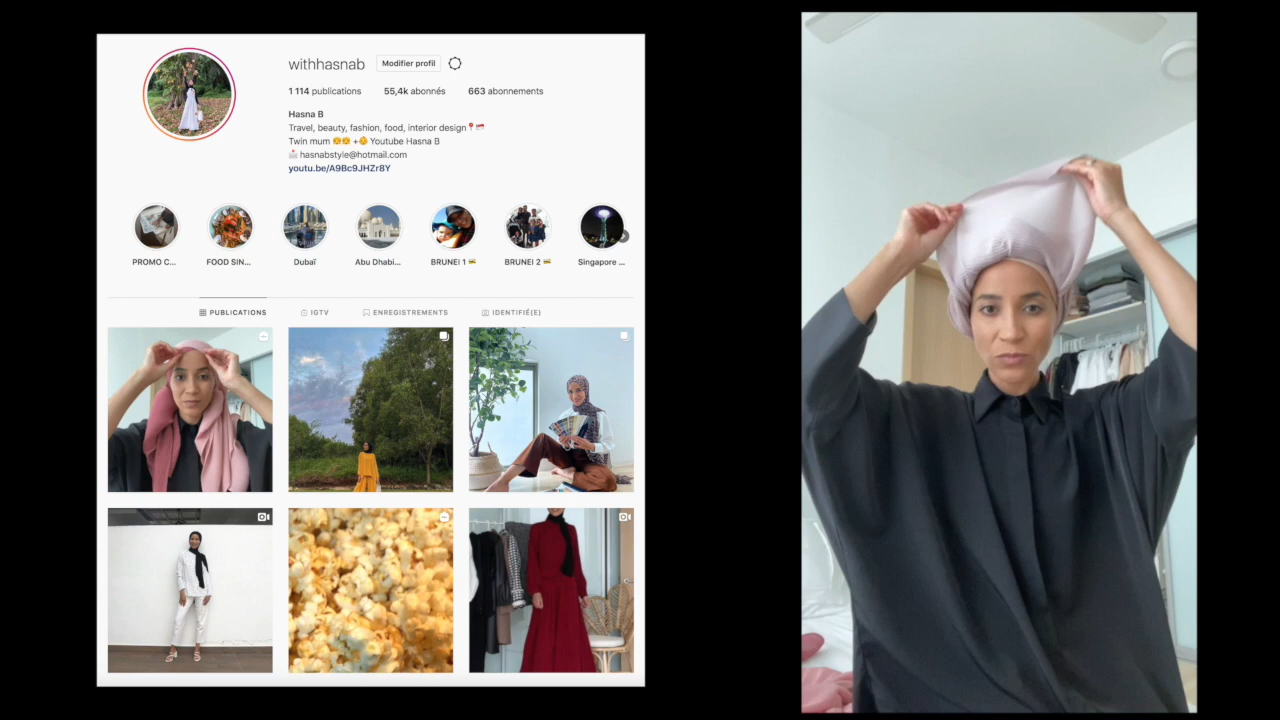 withhasnab Modifier profil
1 114 publications 55,4k abonnés 663 abonnements
Hasna B
Travel, beauty, fashion, food, interior design
Twin mum + Youtube Hasna B
hasnabstyle@hotmail.com
youtu.be/A9Bc9JHZr8Y
PROMO C... FOOD SIN... Dubaï Abu Dhabi... BRUNEI 1 BRUNEI 2 Singapore ...
PUBLICATIONS IGTV ENREGISTREMENTS IDENTIFIÉ(E)